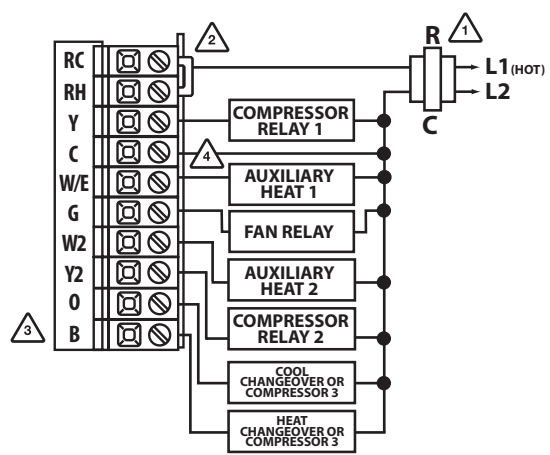 RC
RH
Y
C
W/E
G
W2
Y2
O
B
2
4
3
COMPRESSOR
RELAY 1
AUXILIARY
HEAT 1
FAN RELAY
AUXILIARY
HEAT 2
COMPRESSOR
RELAY 2
COOL
CHANGEOVER OR
COMPRESSOR 3
HEAT
CHANGEOVER OR
COMPRESSOR 3
R
1
L1 (HOT)
L2
C